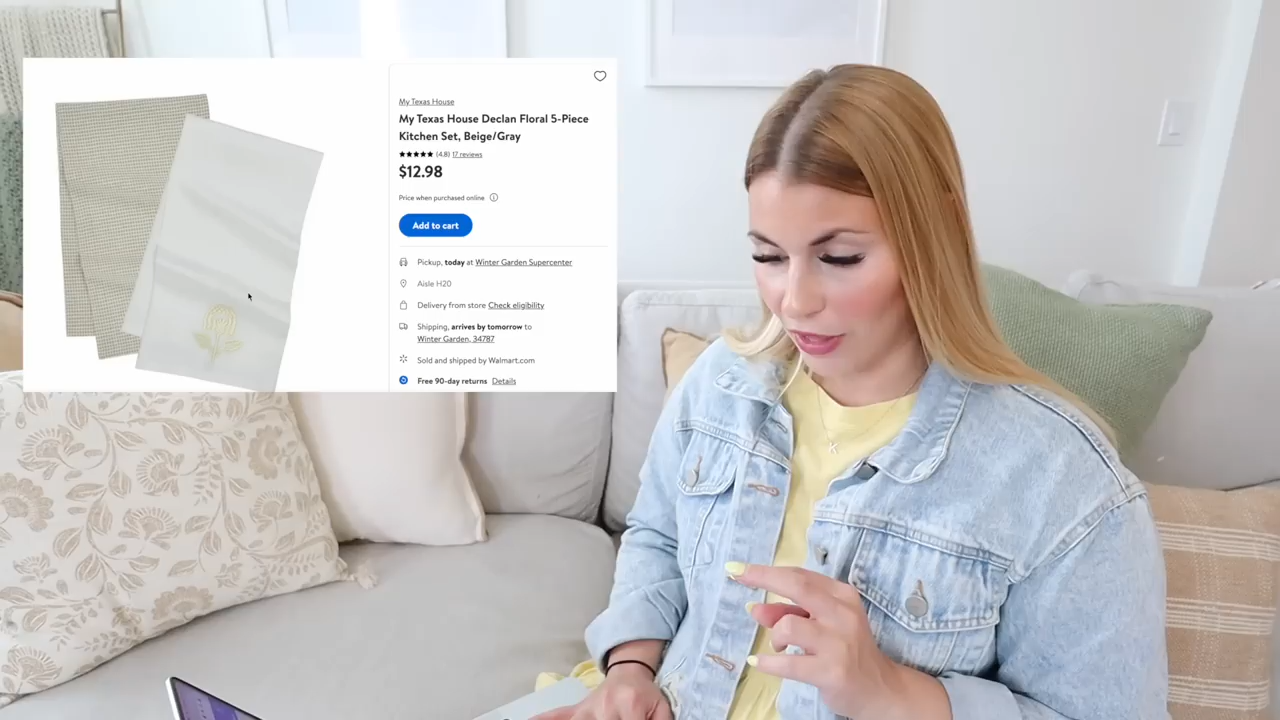 My Texas House
My Texas House Declan Floral 5-Piece
Kitchen Set, Beige/Gray
(4.8) 17 reviews
$12.98
Price when purchased online
Add to cart
Pickup, today at Winter Garden Supercenter
Aisle H20
Delivery from store Check eligibility
Shipping, arrives by tomorrow to
Winter Garden, 34787
Sold and shipped by Walmart.com
Free 90-day returns Details
K